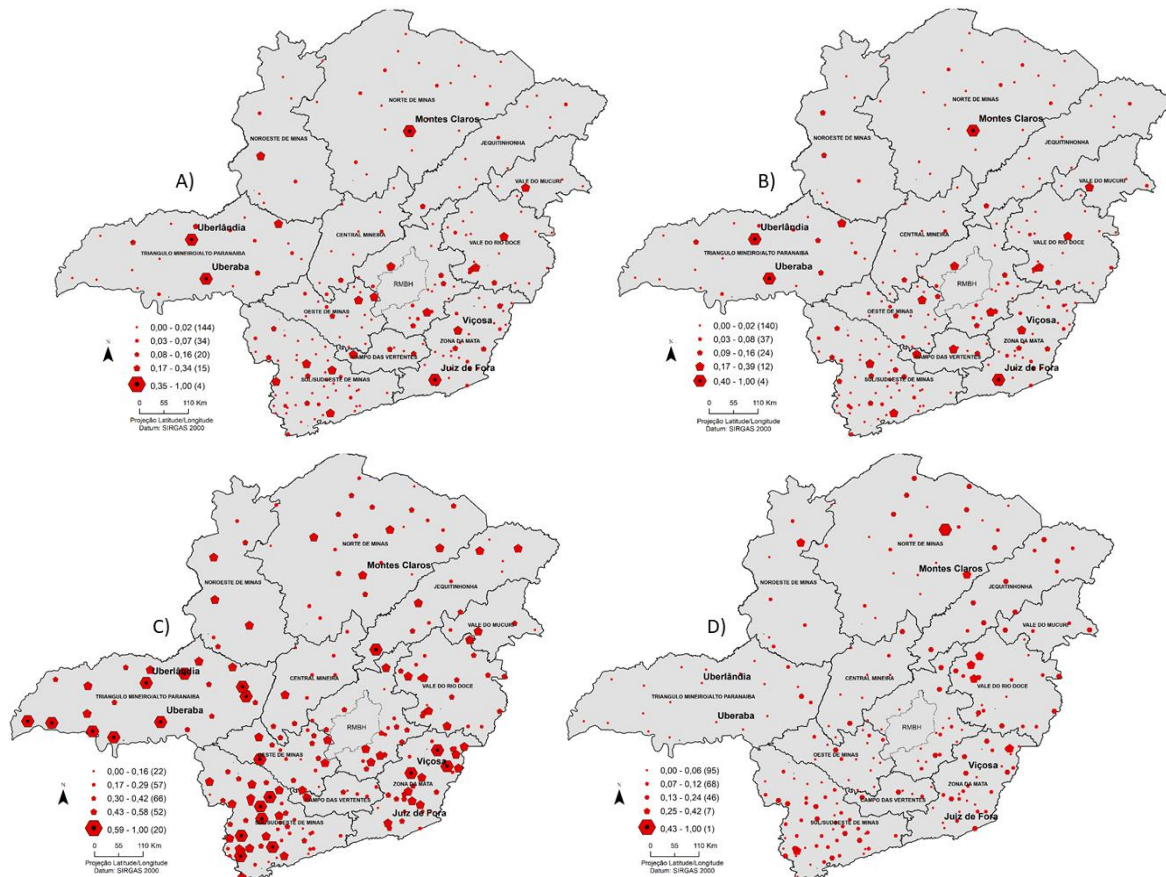 NORTE DE MINAS
Montes Claros
NOROESTE DE MINAS
JEQUITINHONHA
A)
VALE DO MUCURI
Uberlândia
CENTRAL MINEIRA
VALE DO RIO DOCE
TRIANGULO MINEIRO/ALTO PARANAIBA
Uberaba
RMBH
OESTE DE MINAS
Viçosa
ZONA DA MATA
CAMPO DAS VERTENTES
Juiz de Fora
SUL/SUDOESTE DE MINAS
0,00 - 0,02 (144)
0,03 - 0,07 (34)
0,08 - 0,16 (20)
0,17 - 0,34 (15)
0,35 - 1,00 (4)
N
0 55 110 Km
Projeção Latitude/Longitude
Datum: SIRGAS 2000
NORTE DE MINAS
Montes Claros
NOROESTE DE MINAS
JEQUITINHONHA
B)
VALE DO MUCURI
Uberlândia
CENTRAL MINEIRA
VALE DO RIO DOCE
TRIANGULO MINEIRO/ALTO PARANAIBA
Uberaba
RMBH
OESTE DE MINAS
Viçosa
ZONA DA MATA
CAMPO DAS VERTENTES
Juiz de Fora
SUL/SUDOESTE DE MINAS
0,00 - 0,02 (140)
0,03 - 0,08 (37)
0,09 - 0,16 (24)
0,17 - 0,39 (12)
0,40 - 1,00 (4)
N
0 55 110 Km
Projeção Latitude/Longitude
Datum: SIRGAS 2000
NORTE DE MINAS
Montes Claros
NOROESTE DE MINAS
JEQUITINHONHA
C)
VALE DO MUCURI
Uberlândia
CENTRAL MINEIRA
VALE DO RIO DOCE
TRIANGULO MINEIRO/ALTO PARANAIBA
Uberaba
RMBH
OESTE DE MINAS
Viçosa
ZONA DA MATA
CAMPO DAS VERTENTES
Juiz de Fora
SUL/SUDOESTE DE MINAS
0,00 - 0,16 (22)
0,17 - 0,29 (57)
0,30 - 0,42 (66)
0,43 - 0,58 (52)
0,59 - 1,00 (20)
N
0 55 110 Km
Projeção Latitude/Longitude
Datum: SIRGAS 2000
NORTE DE MINAS
Montes Claros
NOROESTE DE MINAS
JEQUITINHONHA
D)
VALE DO MUCURI
Uberlândia
CENTRAL MINEIRA
VALE DO RIO DOCE
TRIANGULO MINEIRO/ALTO PARANAIBA
Uberaba
RMBH
OESTE DE MINAS
Viçosa
ZONA DA MATA
CAMPO DAS VERTENTES
Juiz de Fora
SUL/SUDOESTE DE MINAS
0,00 - 0,06 (95)
0,07 - 0,12 (68)
0,13 - 0,24 (46)
0,25 - 0,42 (7)
0,43 - 1,00 (1)
N
0 55 110 Km
Projeção Latitude/Longitude
Datum: SIRGAS 2000